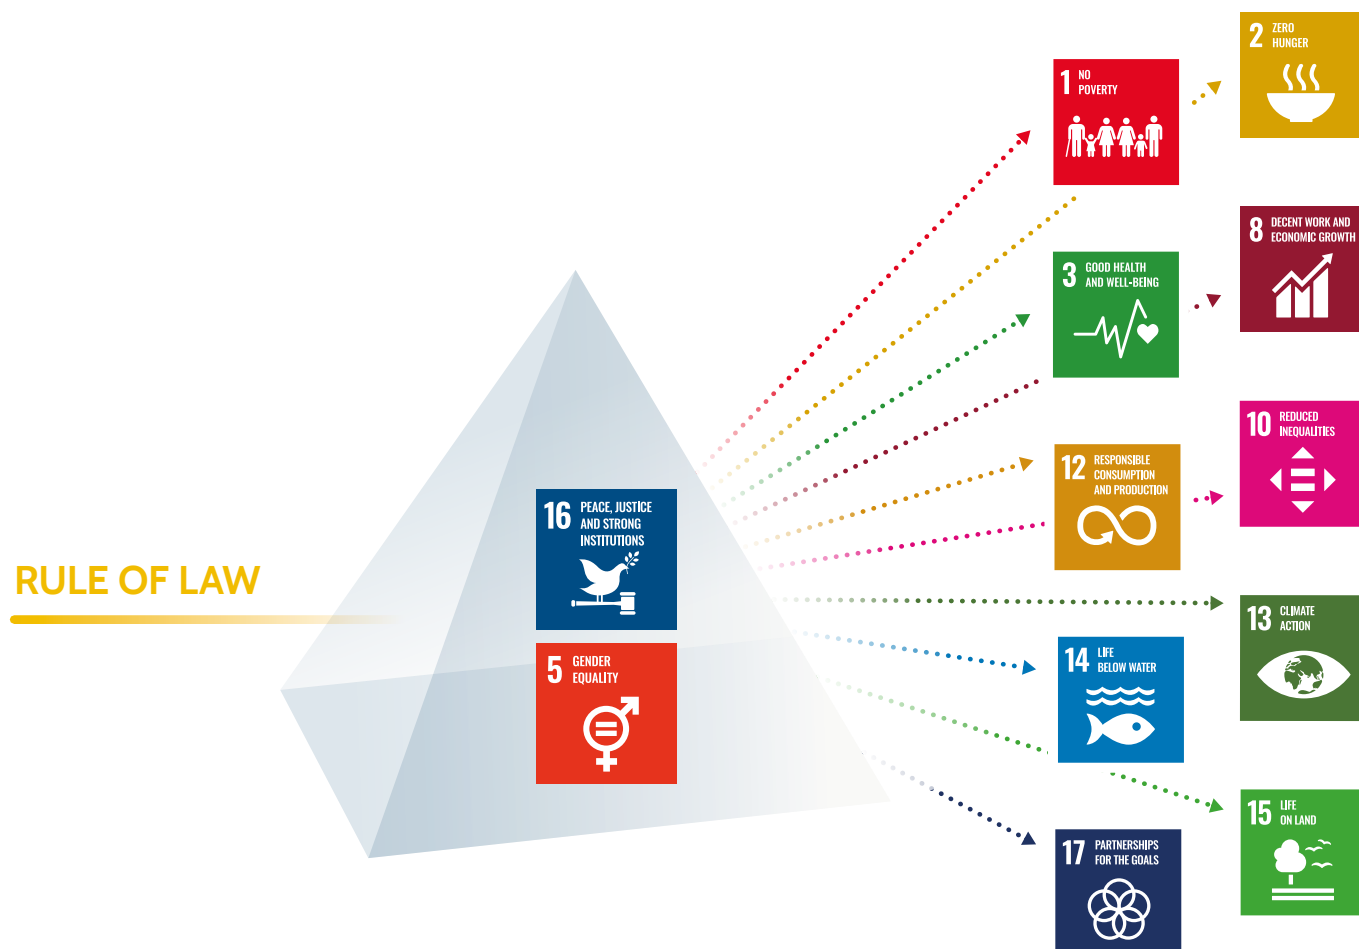 RULE OF LAW
16 PEACE, JUSTICE
AND STRONG
INSTITUTIONS
5 GENDER
EQUALITY
1 NO
POVERTY
2 ZERO
HUNGER
3 GOOD HEALTH
AND WELL-BEING
8 DECENT WORK AND
ECONOMIC GROWTH
12 RESPONSIBLE
CONSUMPTION
AND PRODUCTION
10 REDUCED
INEQUALITIES
14 LIFE
BELOW WATER
13 CLIMATE
ACTION
17 PARTNERSHIPS
FOR THE GOALS
15 LIFE
ON LAND